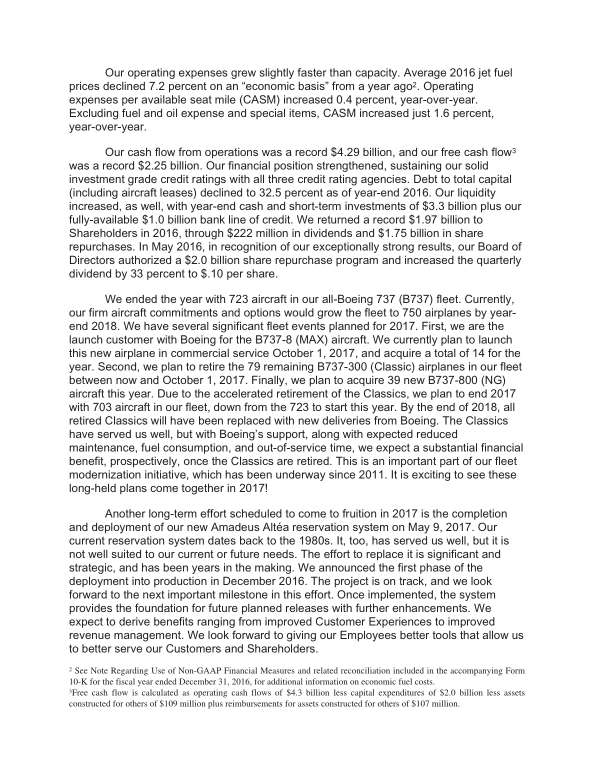 Our operating expenses grew slightly faster than capacity. Average 2016 jet fuel
prices declined 7.2 percent on an “economic basis” from a year ago². Operating
expenses per available seat mile (CASM) increased 0.4 percent, year-over-year.
Excluding fuel and oil expense and special items, CASM increased just 1.6 percent,
year-over-year.
Our cash flow from operations was a record $4.29 billion, and our free cash flow³
was a record $2.25 billion. Our financial position strengthened, sustaining our solid
investment grade credit ratings with all three credit rating agencies. Debt to total capital
(including aircraft leases) declined to 32.5 percent as of year-end 2016. Our liquidity
increased, as well, with year-end cash and short-term investments of $3.3 billion plus our
fully-available $1.0 billion bank line of credit. We returned a record $1.97 billion to
Shareholders in 2016, through $222 million in dividends and $1.75 billion in share
repurchases. In May 2016, in recognition of our exceptionally strong results, our Board of
Directors authorized a $2.0 billion share repurchase program and increased the quarterly
dividend by 33 percent to $.10 per share.
We ended the year with 723 aircraft in our all-Boeing 737 (B737) fleet. Currently,
our firm aircraft commitments and options would grow the fleet to 750 airplanes by year-
end 2018. We have several significant fleet events planned for 2017. First, we are the
launch customer with Boeing for the B737-8 (MAX) aircraft. We currently plan to launch
this new airplane in commercial service October 1, 2017, and acquire a total of 14 for the
year. Second, we plan to retire the 79 remaining B737-300 (Classic) airplanes in our fleet
between now and October 1, 2017. Finally, we plan to acquire 39 new B737-800 (NG)
aircraft this year. Due to the accelerated retirement of the Classics, we plan to end 2017
with 703 aircraft in our fleet, down from the 723 to start this year. By the end of 2018, all
retired Classics will have been replaced with new deliveries from Boeing. The Classics
have served us well, but with Boeing’s support, along with expected reduced
maintenance, fuel consumption, and out-of-service time, we expect a substantial financial
benefit, prospectively, once the Classics are retired. This is an important part of our fleet
modernization initiative, which has been underway since 2011. It is exciting to see these
long-held plans come together in 2017!
Another long-term effort scheduled to come to fruition in 2017 is the completion
and deployment of our new Amadeus Altéa reservation system on May 9, 2017. Our
current reservation system dates back to the 1980s. It, too, has served us well, but it is
not well suited to our current or future needs. The effort to replace it is significant and
strategic, and has been years in the making. We announced the first phase of the
deployment into production in December 2016. The project is on track, and we look
forward to the next important milestone in this effort. Once implemented, the system
provides the foundation for future planned releases with further enhancements. We
expect to derive benefits ranging from improved Customer Experiences to improved
revenue management. We look forward to giving our Employees better tools that allow us
to better serve our Customers and Shareholders.
² See Note Regarding Use of Non-GAAP Financial Measures and related reconciliation included in the accompanying Form
10-K for the fiscal year ended December 31, 2016, for additional information on economic fuel costs.
³Free cash flow is calculated as operating cash flows of $4.3 billion less capital expenditures of $2.0 billion less assets
constructed for others of $109 million plus reimbursements for assets constructed for others of $107 million.